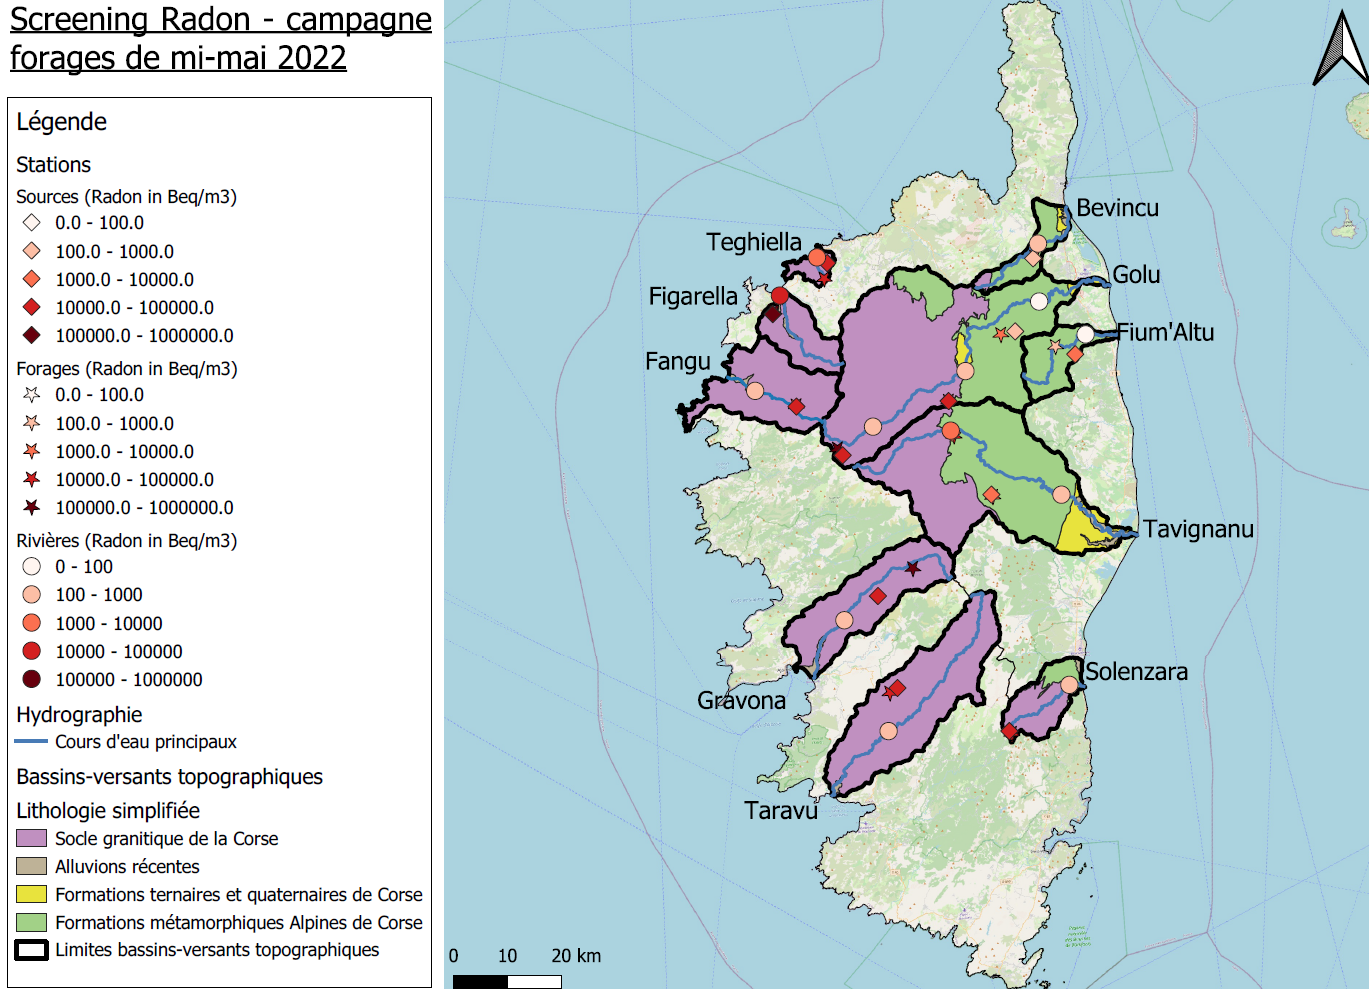 Screening Radon - campagne
forages de mi-mai 2022
Légende
Stations
Sources (Radon in Beq/m3)
0.0 - 100.0
100.0 - 1000.0
1000.0 - 10000.0
10000.0 - 100000.0
100000.0 - 1000000.0
Forages (Radon in Beq/m3)
0.0 - 100.0
100.0 - 1000.0
1000.0 - 10000.0
10000.0 - 100000.0
100000.0 - 1000000.0
Rivières (Radon in Beq/m3)
0 - 100
100 - 1000
1000 - 10000
10000 - 100000
100000 - 1000000
Hydrographie
Cours d'eau principaux
Bassins-versants topographiques
Lithologie simplifiée
Socle granitique de la Corse
Alluvions récentes
Formations ternaires et quaternaires de Corse
Formations métamorphiques Alpines de Corse
Limites bassins-versants topographiques
Bevincu
Teghiella
Golu
Figarella
Fium'Altu
Fangu
Tavignanu
Solenzara
Gravona
Taravu
0 10 20 km